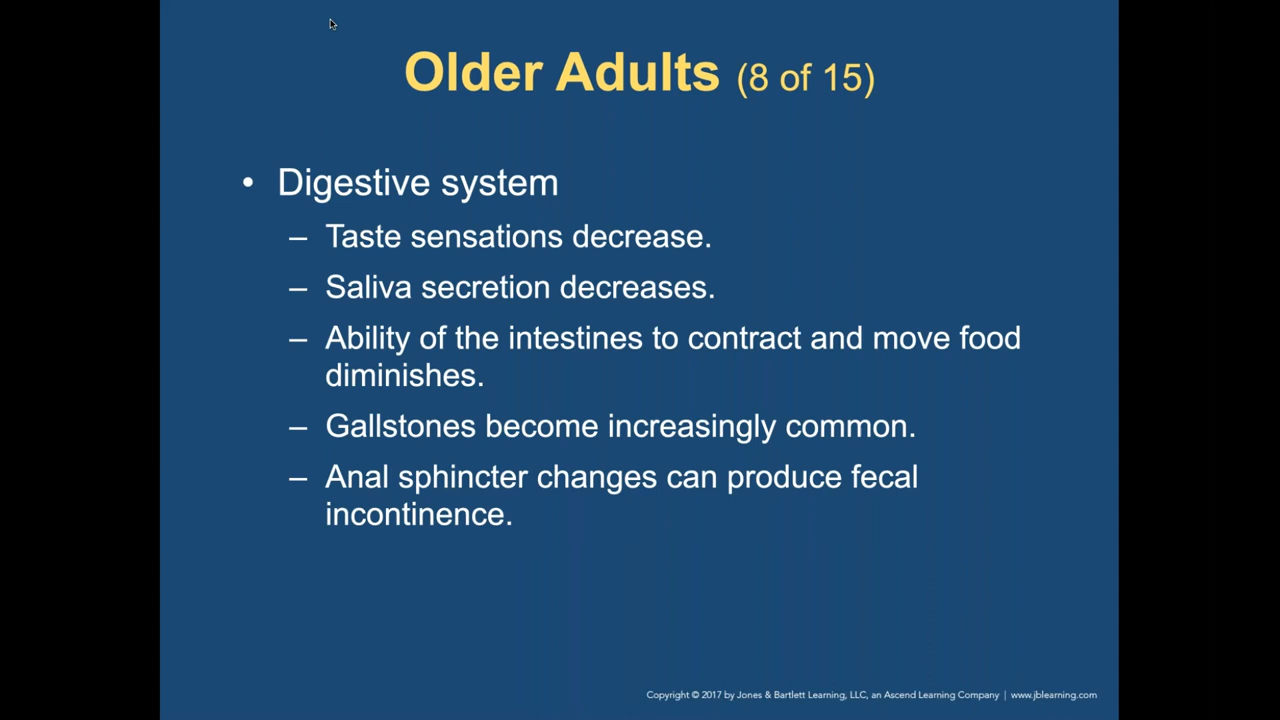 Older Adults (8 of 15)
• Digestive system
– Taste sensations decrease.
– Saliva secretion decreases.
– Ability of the intestines to contract and move food
diminishes.
– Gallstones become increasingly common.
– Anal sphincter changes can produce fecal
incontinence.
Copyright © 2017 by Jones & Bartlett Learning, LLC, an Ascend Learning Company | www.jblearning.com